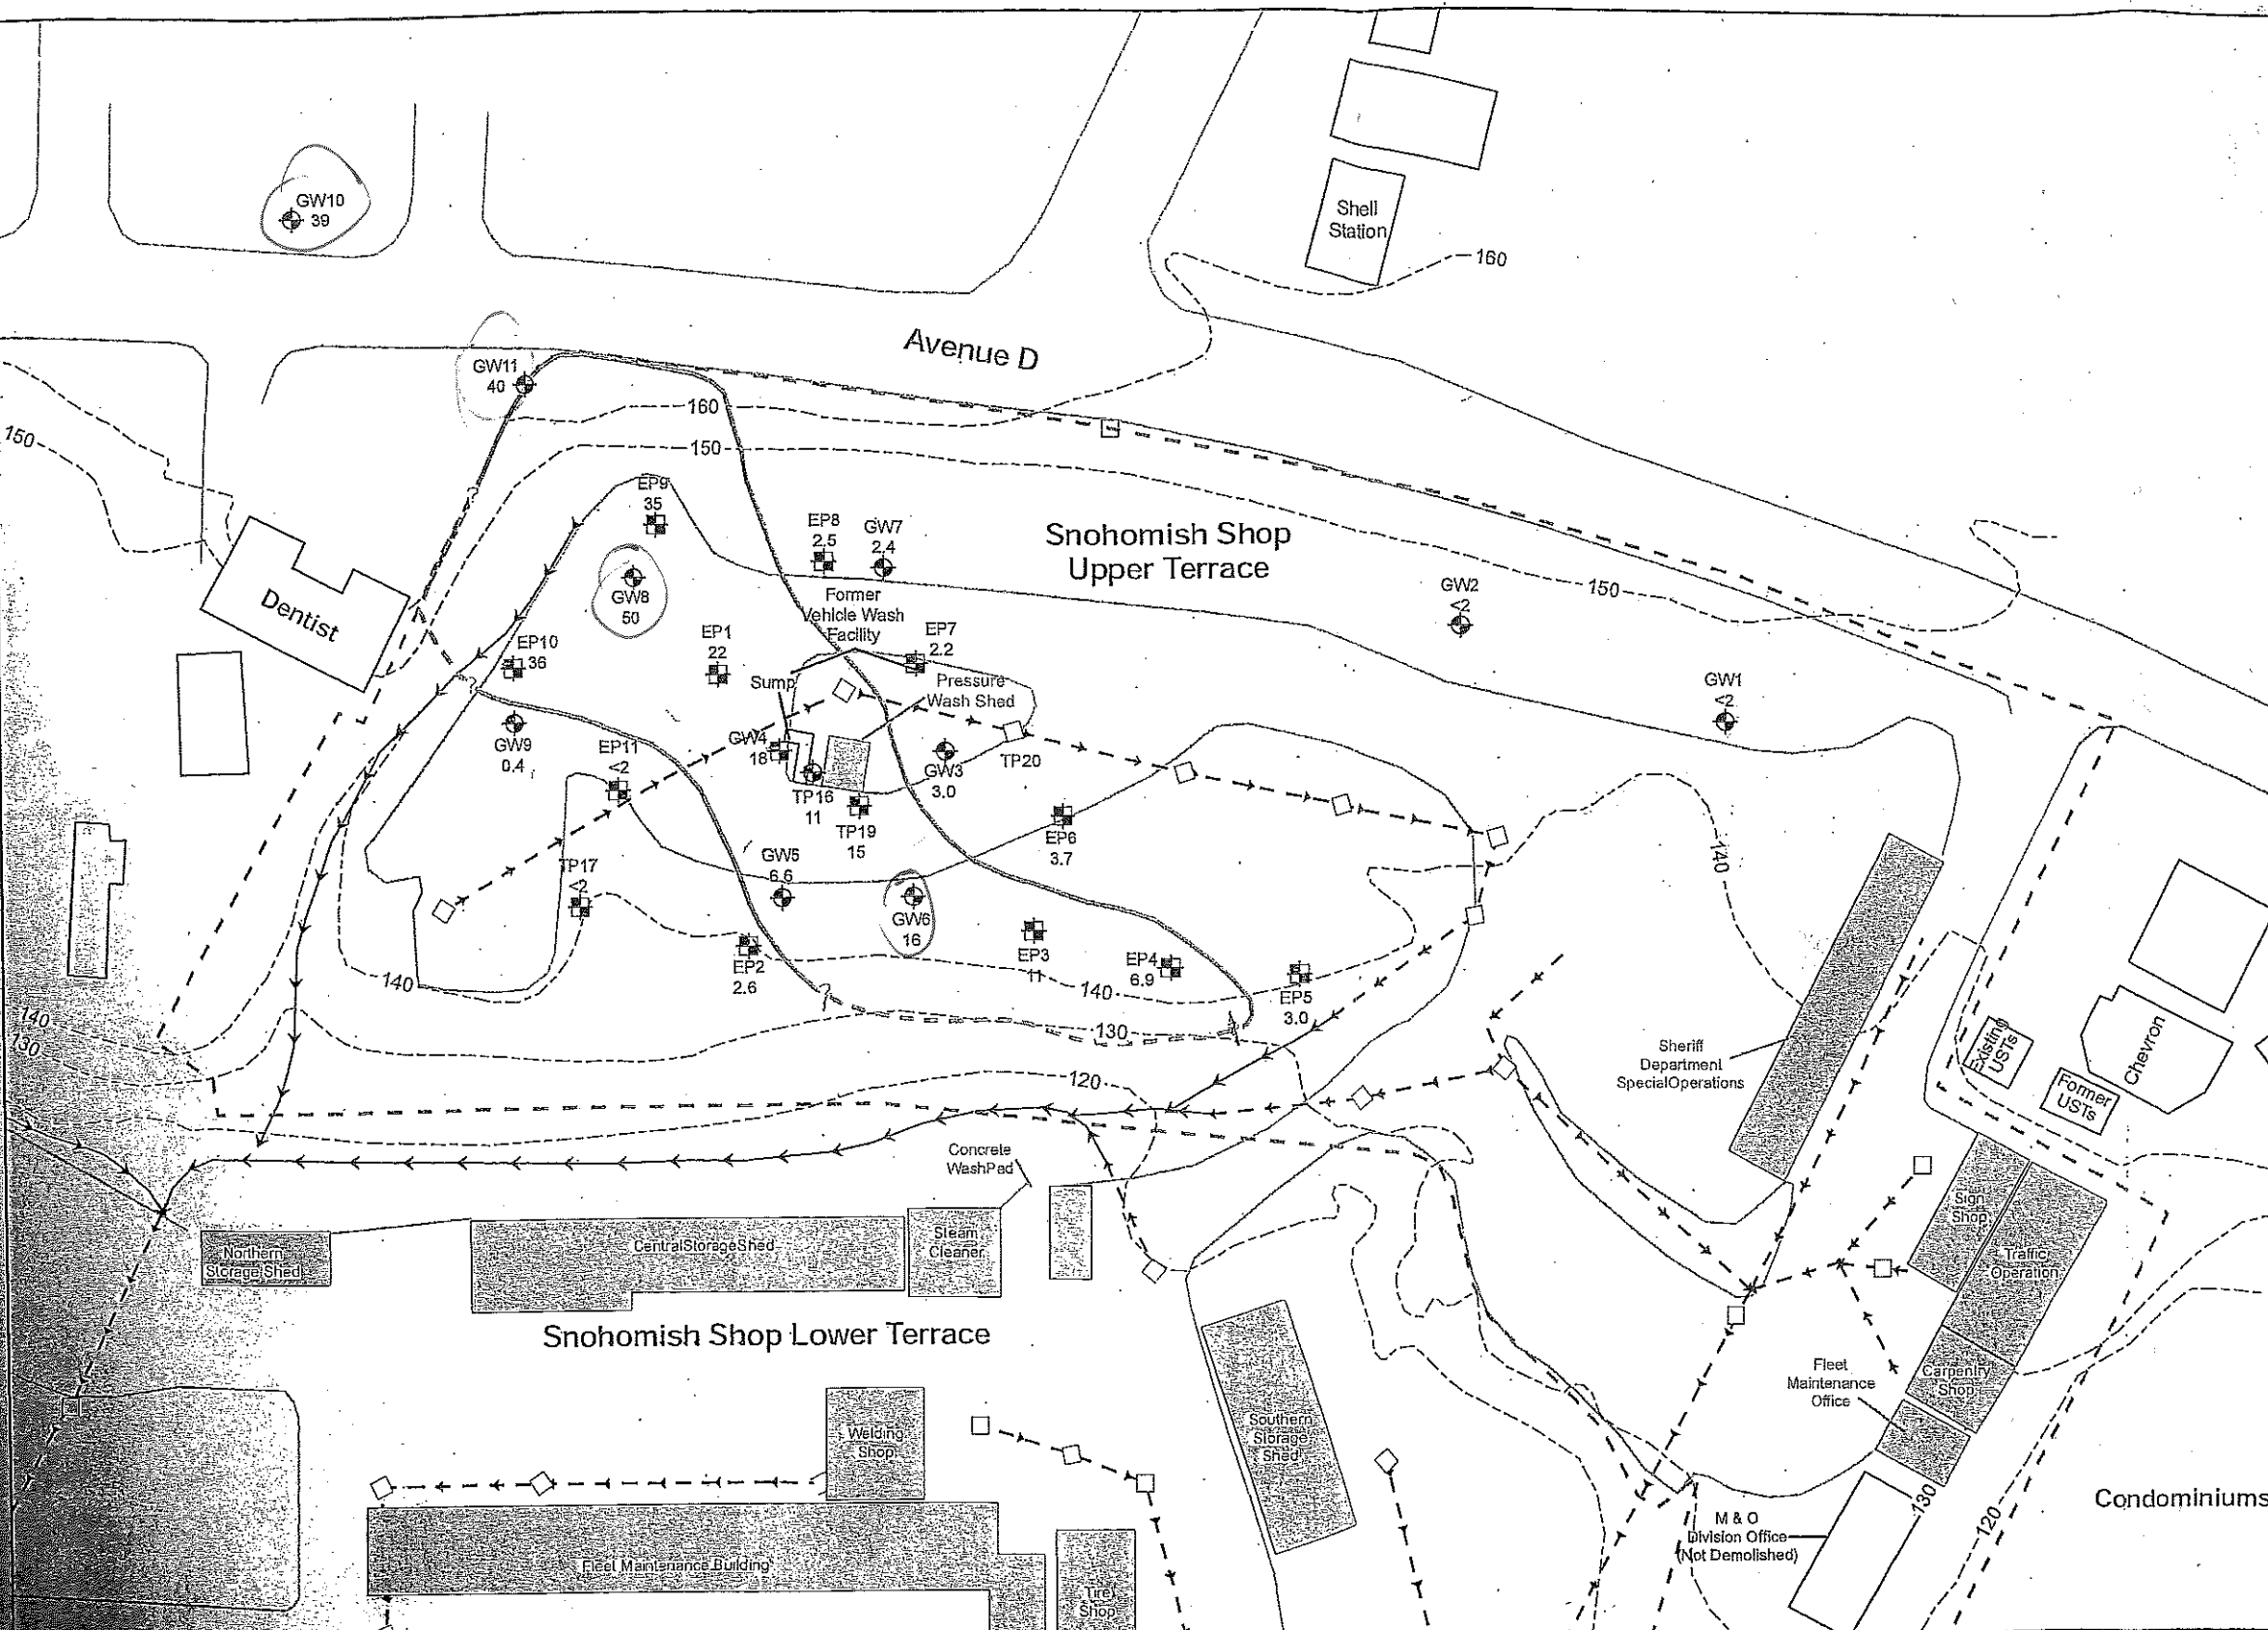 GW10
39
Shell
Station
160
Avenue D
GW11
40
160
150
150
EP9
35
EP8
2.5
GW7
2.4
Snohomish Shop
Upper Terrace
GW2
<2
150
Dentist
GW8
50
Former
Vehicle Wash
Facility
EP7
2.2
EP1
22
EP10
36
Sump
Pressure
Wash Shed
GW1
<2
GW9
0.4
EP11
<2
GW4
18
GW3
3.0
TP20
TP16
11
TP19
15
EP6
3.7
140
GW5
6.6
TP17
<2
GW6
16
EP2
2.6
EP3
11
EP4
6.9
EP5
3.0
140
140
140
130
130
?
?
?
120
Sheriff
Department
SpecialOperations
Existing
USTs
Chevron
Former
USTs
Concrete
WashPad
Sign
Shop
Traffic
Operation
Northern
Storage Shed
CentralStorageShed
Steam
Cleaner
Snohomish Shop Lower Terrace
Fleet
Maintenance
Office
Carpentry
Shop
Welding
Shop
Southern
Storage
Shed
M & O
Division Office
(Not Demolished)
130
120
Condominiums
Fleet Maintenance Building
Tire
Shop